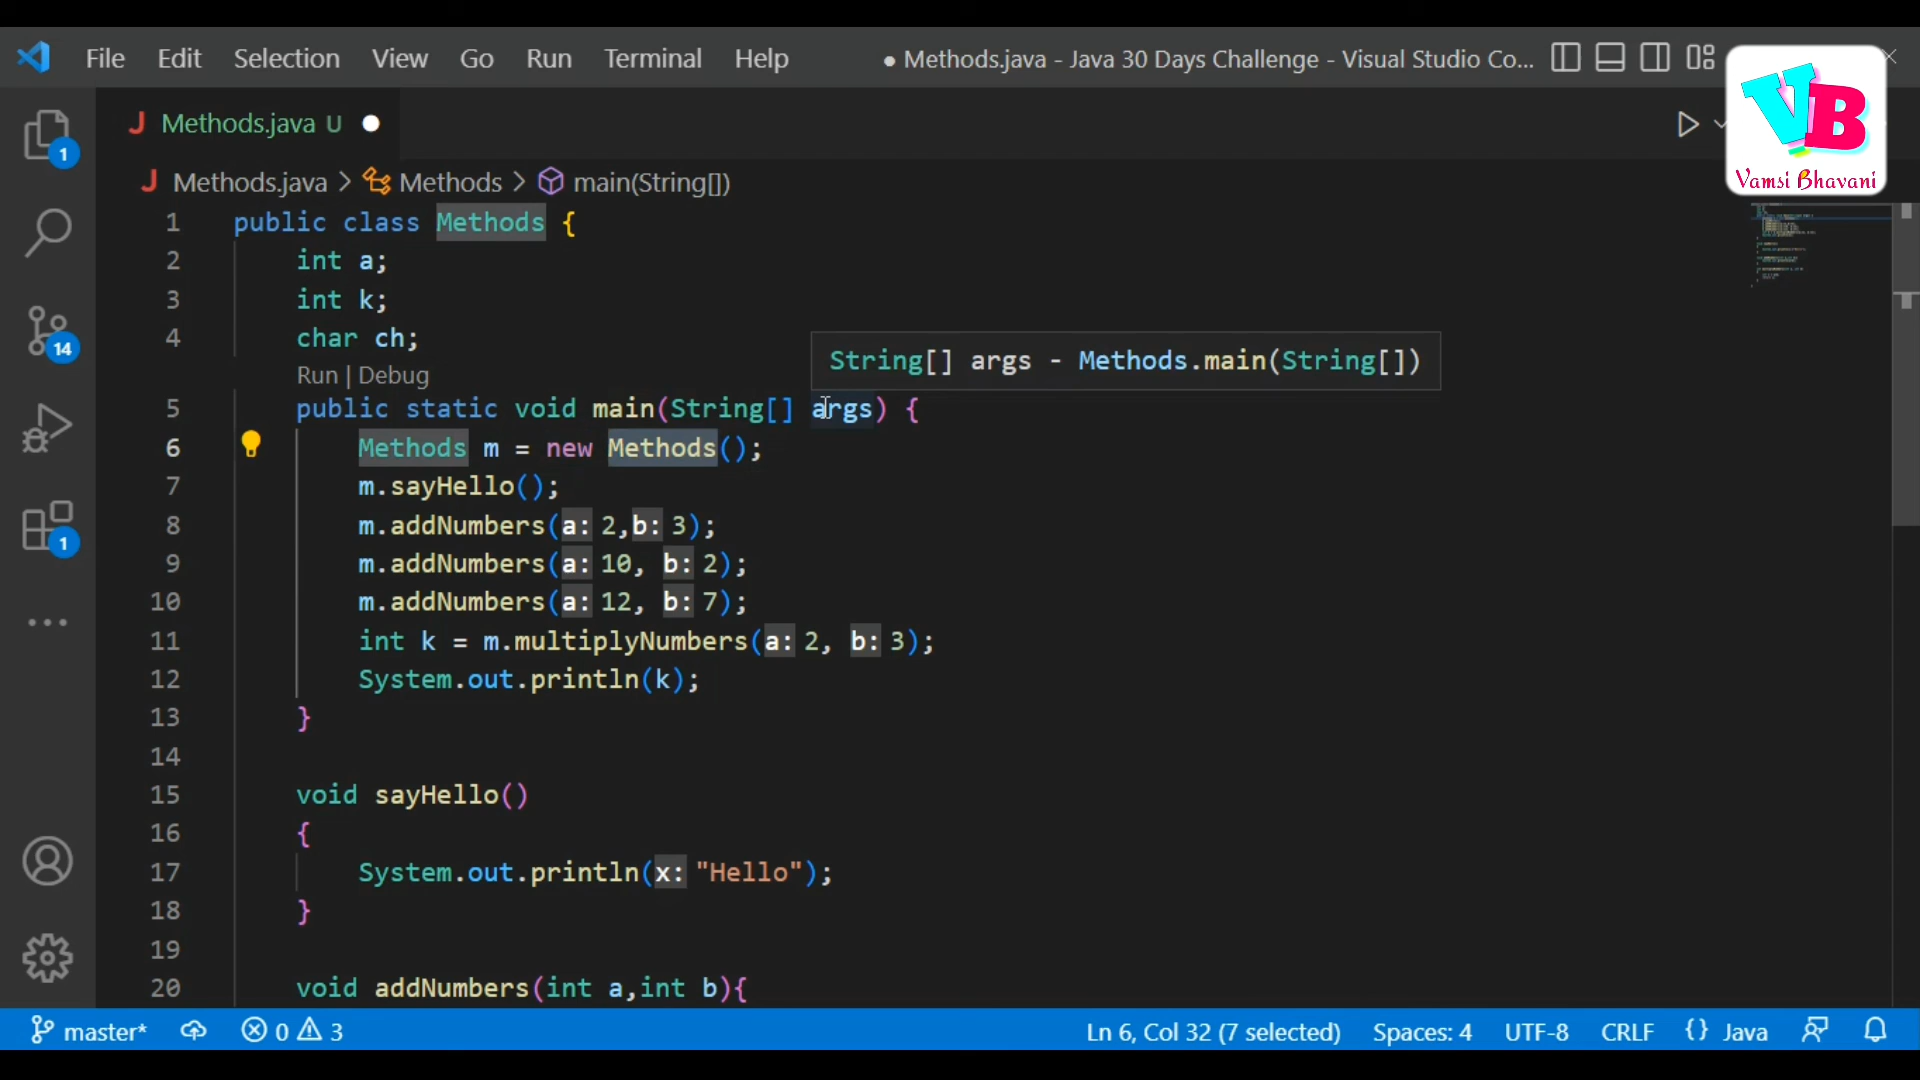 File Edit Selection View Go Run Terminal Help ● Methods.java - Java 30 Days Challenge - Visual Studio Co...
VB
Vamsi Bhavani
J Methods.java U ●
1
J Methods.java > Methods > main(String[])
1 public class Methods {
2 int a;
3 int k;
4 char ch;
14
String[] args - Methods.main(String[])
Run | Debug
5 public static void main(String[] args) {
6 Methods m = new Methods();
7 m.sayHello();
8 m.addNumbers(a: 2,b: 3);
1
9 m.addNumbers(a: 10, b: 2);
10 m.addNumbers(a: 12, b: 7);
11 int k = m.multiplyNumbers(a: 2, b: 3);
12 System.out.println(k);
13 }
14
15 void sayHello()
16 {
17 System.out.println(x: "Hello");
18 }
19
20 void addNumbers(int a,int b){
master* 0 3 Ln 6, Col 32 (7 selected) Spaces: 4 UTF-8 CRLF {} Java